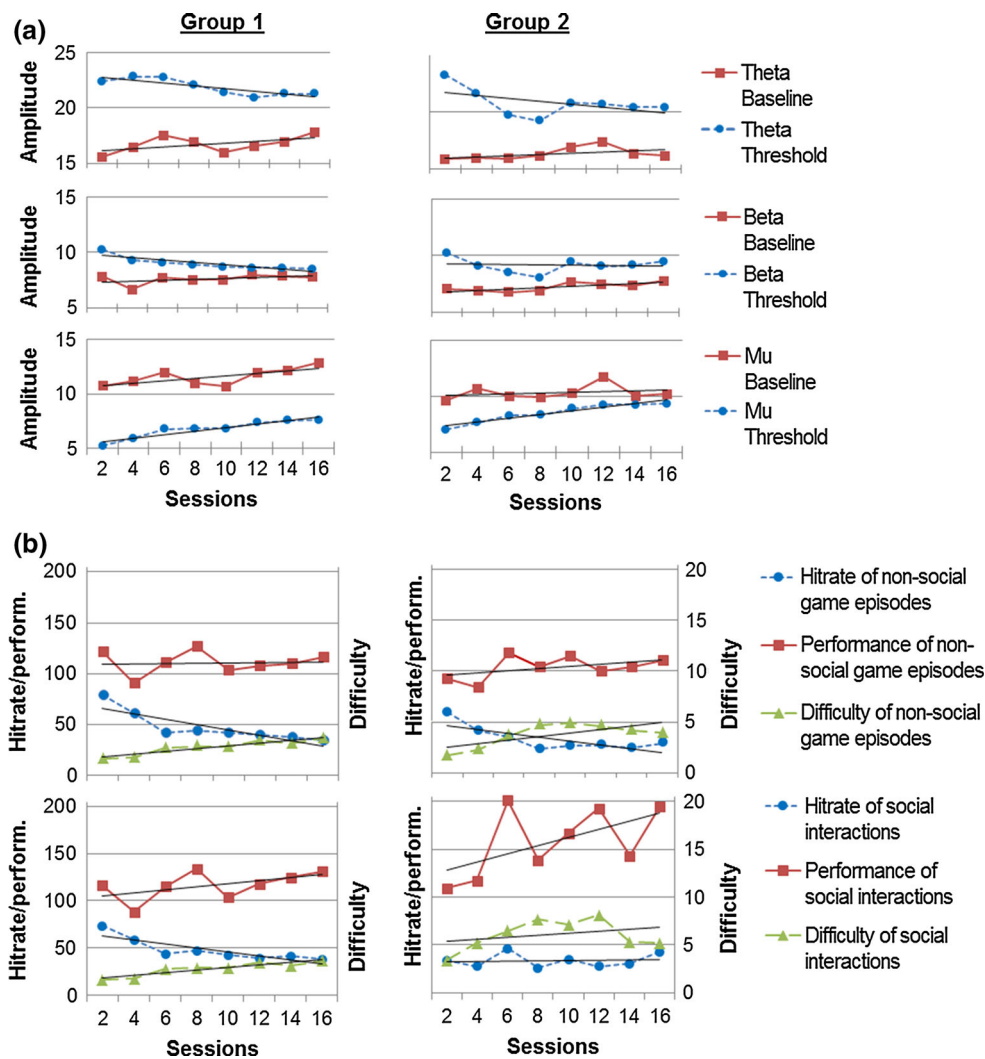 (a)
Group 1
Group 2
Amplitude
25
20
15
Theta
Baseline
Theta
Threshold
Amplitude
15
10
5
Beta
Baseline
Beta
Threshold
Amplitude
15
10
5
2 4 6 8 10 12 14 16
Sessions
2 4 6 8 10 12 14 16
Sessions
Mu
Baseline
Mu
Threshold
(b)
Hitrate/perform.
200
150
100
50
0
Difficulty
Hitrate/perform.
20
15
10
5
0
Difficulty
Hitrate of non-social
game episodes
Performance of non-
social game episodes
Difficulty of non-social
game episodes
Hitrate/perform.
200
150
100
50
0
2 4 6 8 10 12 14 16
Sessions
Difficulty
Hitrate/perform.
20
15
10
5
0
2 4 6 8 10 12 14 16
Sessions
Difficulty
Hitrate of social
interactions
Performance of
social interactions
Difficulty of social
interactions